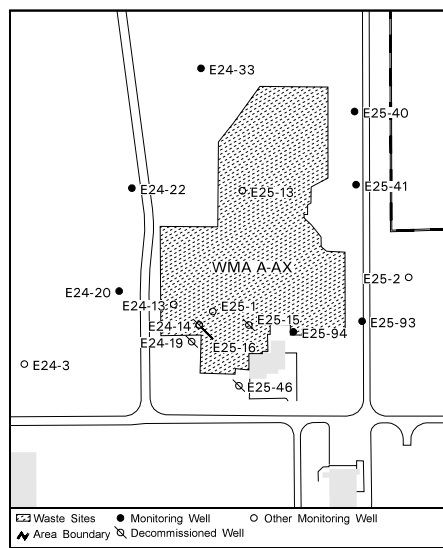 E24-33
E25-40
E24-22
E25-13
E25-41
WMA A-AX
E25-2
E24-20
E24-13
E25-1
E24-14
E25-15
E25-93
E24-19
E25-16
E25-94
E24-3
E25-46
Waste Sites
Monitoring Well
Other Monitoring Well
Area Boundary
Decommissioned Well